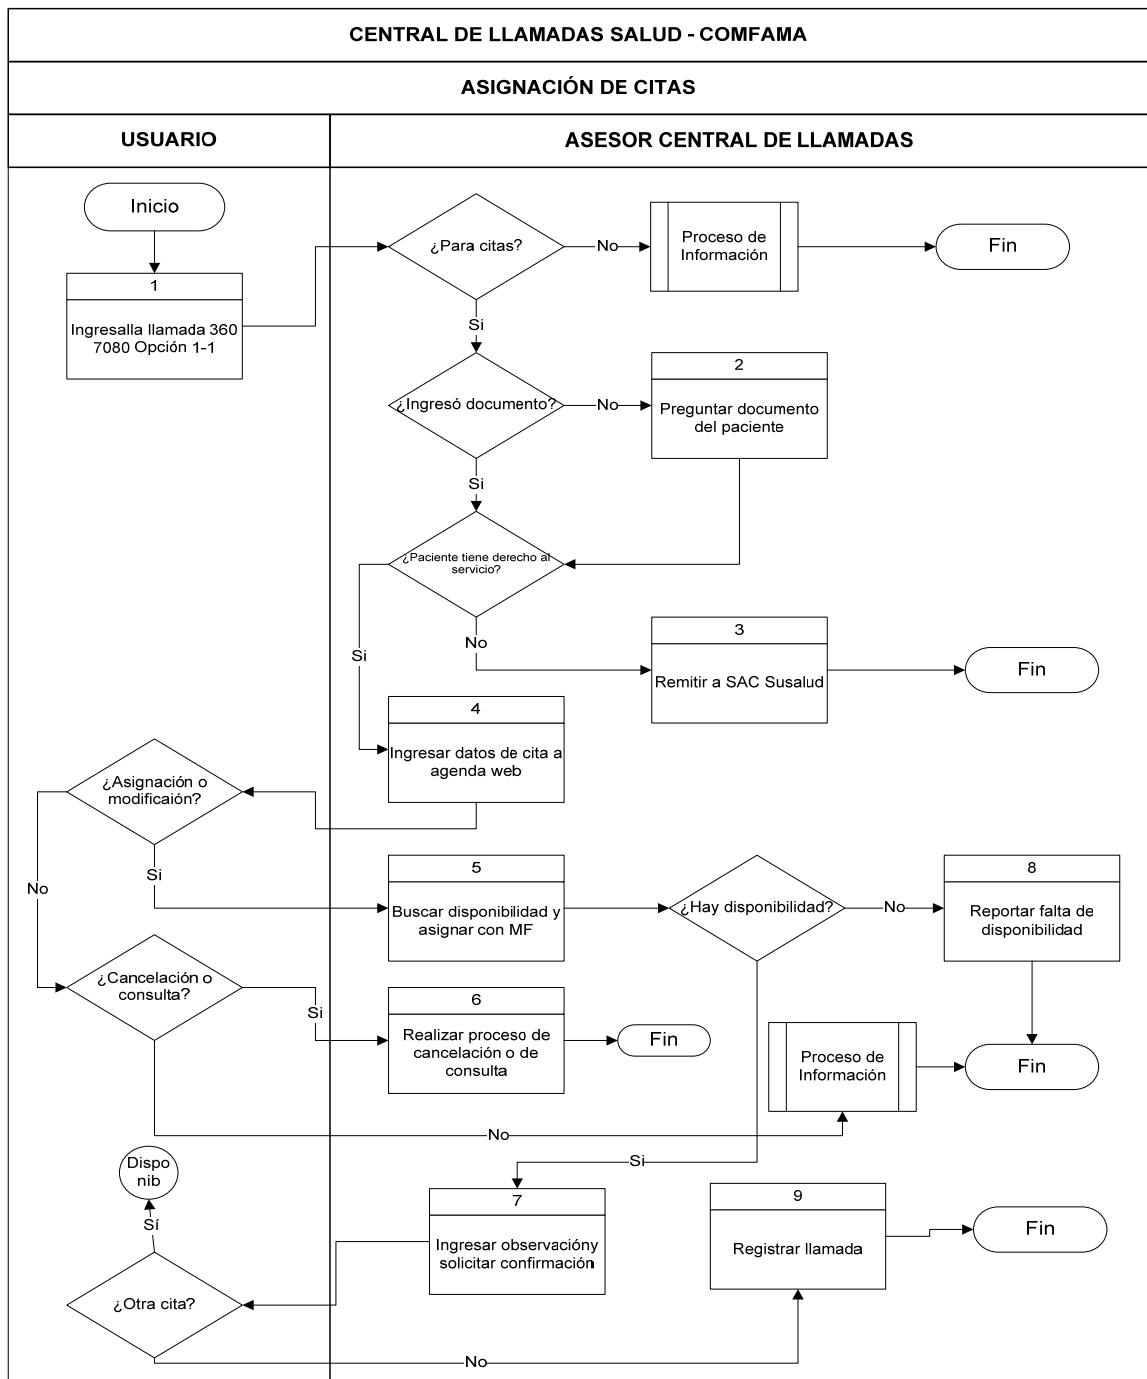 CENTRAL DE LLAMADAS SALUD - COMFAMA
ASIGNACIÓN DE CITAS
USUARIO
ASESOR CENTRAL DE LLAMADAS
Inicio
1
Ingresalla llamada 360
7080 Opción 1-1
¿Para citas?
No
Proceso de
Información
Fin
Si
¿Ingresó documento?
No
2
Preguntar documento
del paciente
Si
¿Paciente tiene derecho al
servicio?
No
Si
3
Remitir a SAC Susalud
Fin
4
Ingresar datos de cita a
agenda web
¿Asignación o
modificaión?
Si
No
5
Buscar disponibilidad y
asignar con MF
¿Hay disponibilidad?
No
8
Reportar falta de
disponibilidad
¿Cancelación o
consulta?
Si
6
Realizar proceso de
cancelación o de
consulta
Fin
Proceso de
Información
Fin
No
Si
Dispo
nib
Sí
7
Ingresar observacióny
solicitar confirmación
9
Registrar llamada
Fin
¿Otra cita?
No